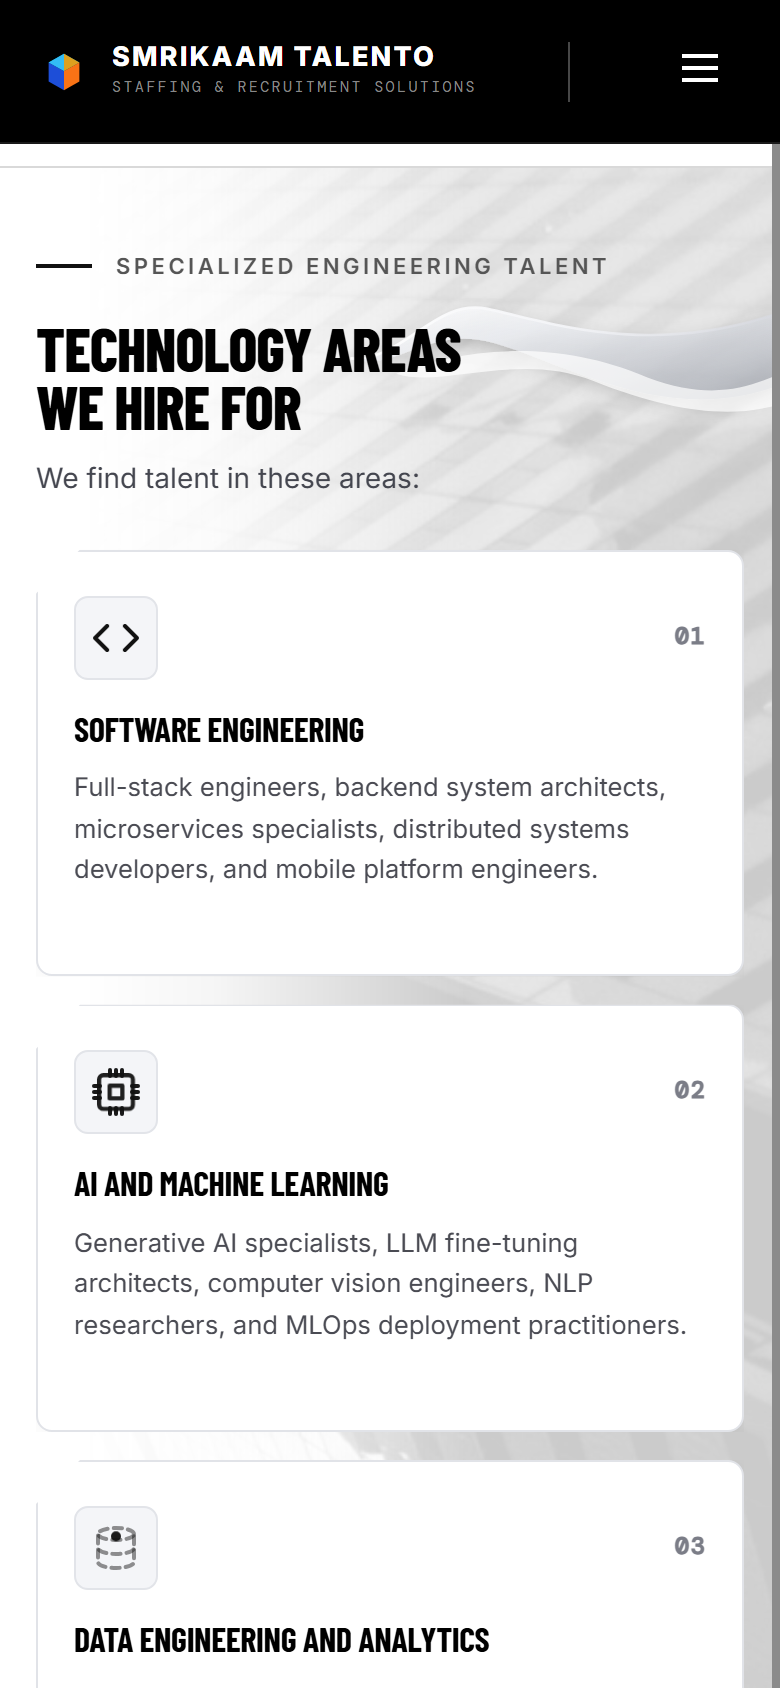 SMRIKAAM TALENTO
STAFFING & RECRUITMENT SOLUTIONS
SPECIALIZED ENGINEERING TALENT
TECHNOLOGY AREAS
WE HIRE FOR
We find talent in these areas:
01
SOFTWARE ENGINEERING
Full-stack engineers, backend system architects,
microservices specialists, distributed systems
developers, and mobile platform engineers.
02
AI AND MACHINE LEARNING
Generative AI specialists, LLM fine-tuning
architects, computer vision engineers, NLP
researchers, and MLOps deployment practitioners.
03
DATA ENGINEERING AND ANALYTICS